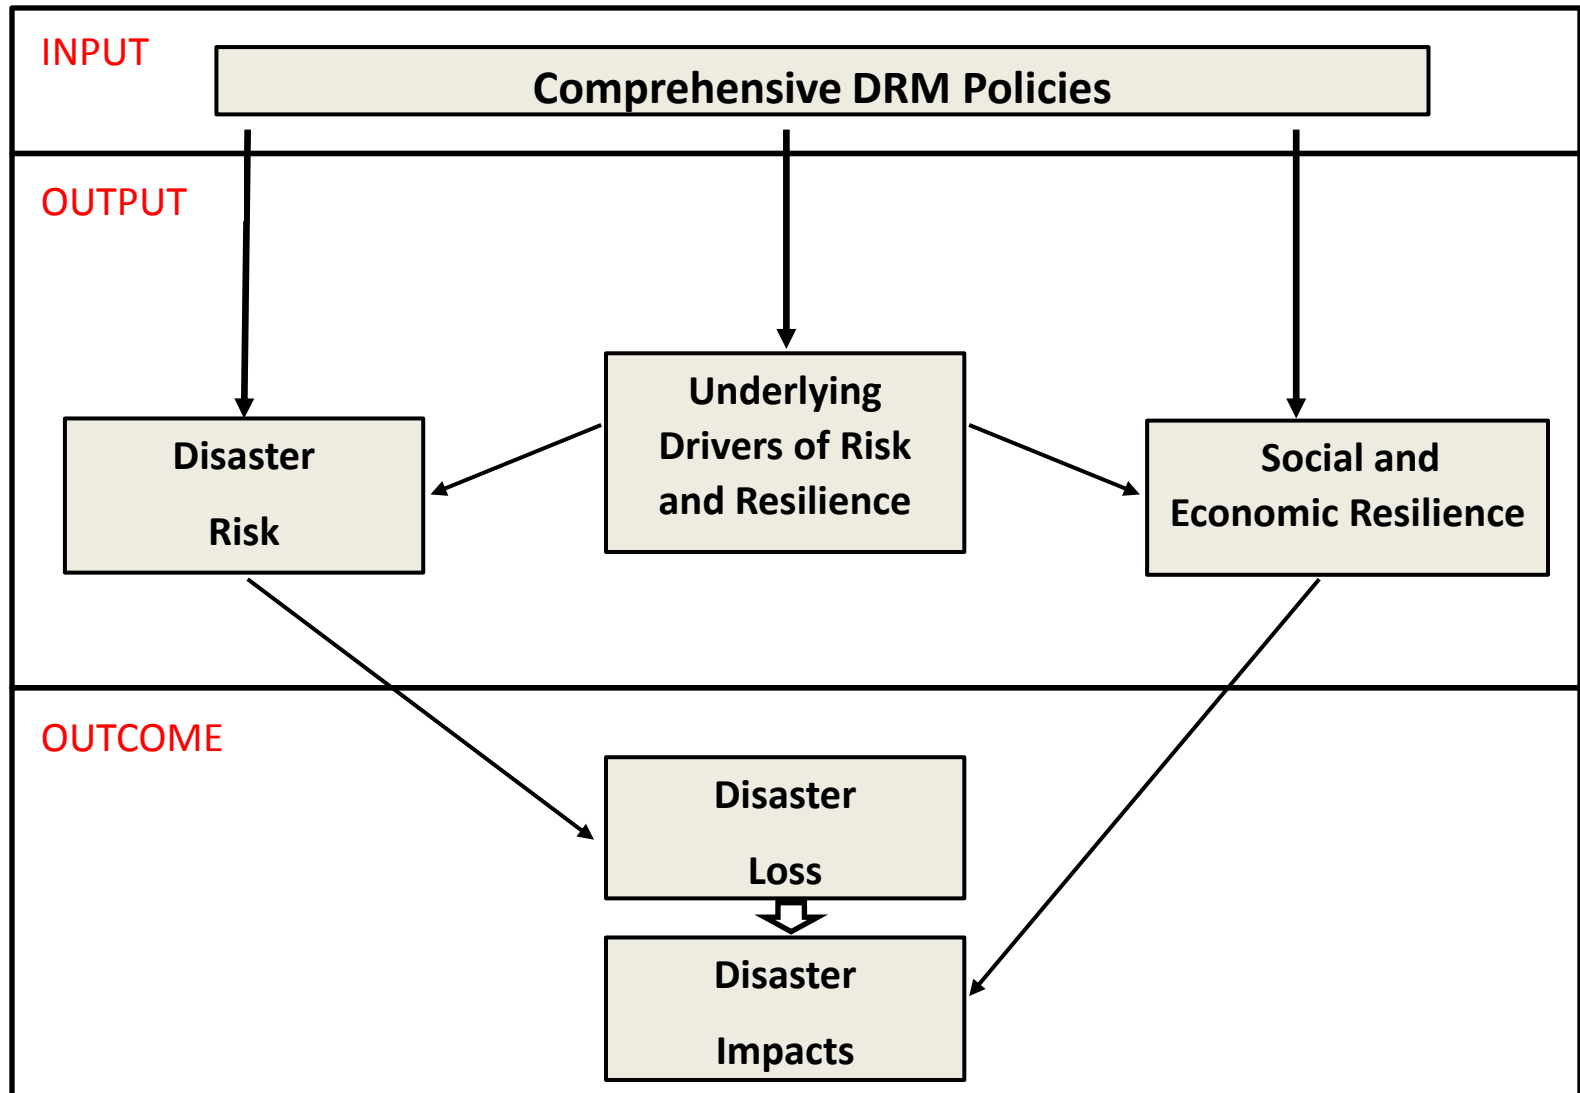 INPUT
Comprehensive DRM Policies
OUTPUT
Underlying
Drivers of Risk
and Resilience
Disaster
Risk
Social and
Economic Resilience
OUTCOME
Disaster
Loss
Disaster
Impacts